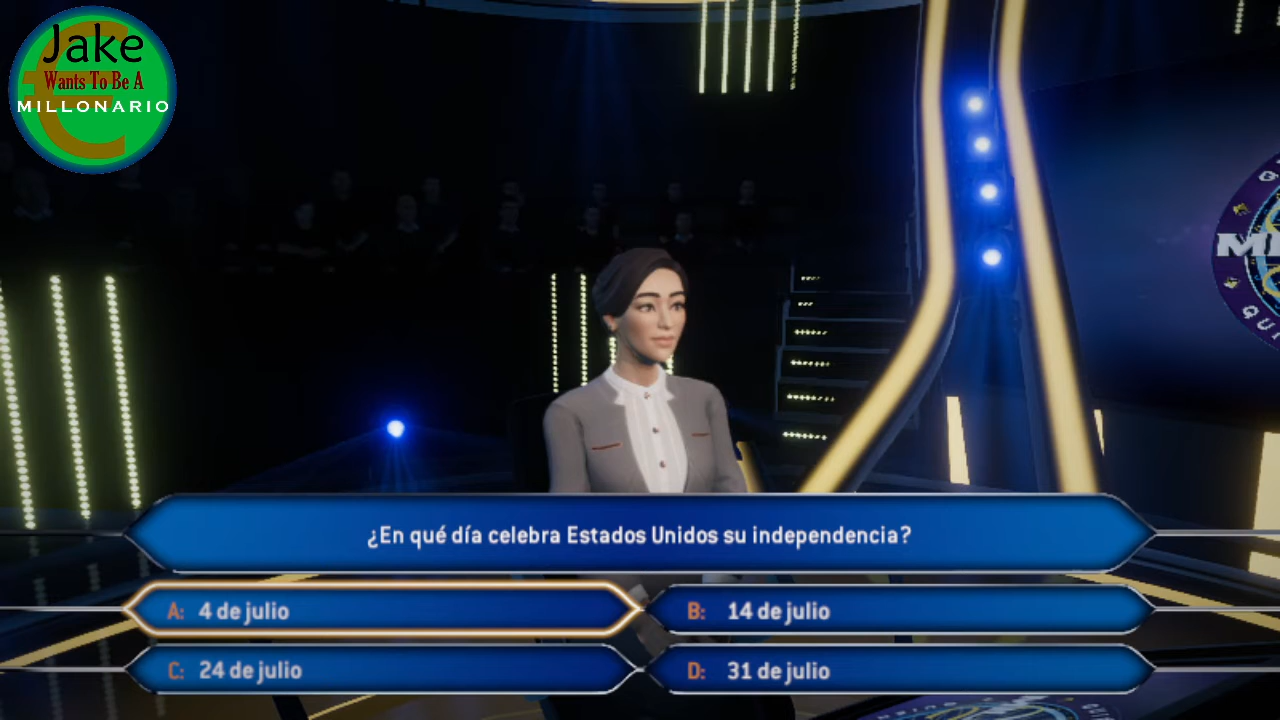 Jake
Wants To Be A
MILLONARIO
¿En qué día celebra Estados Unidos su independencia?
A: 4 de julio
B: 14 de julio
C: 24 de julio
D: 31 de julio